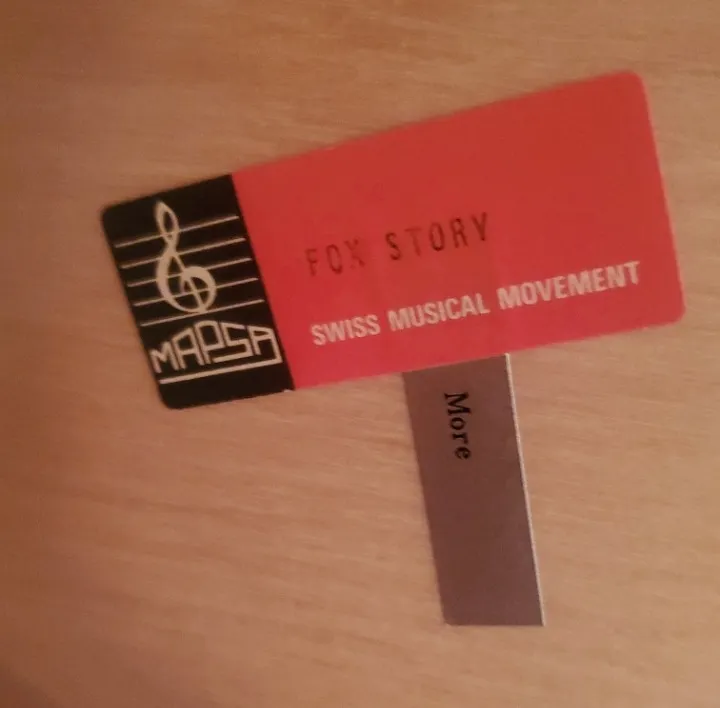 FOX STORY
SWISS MUSICAL MOVEMENT
MAPSA
More